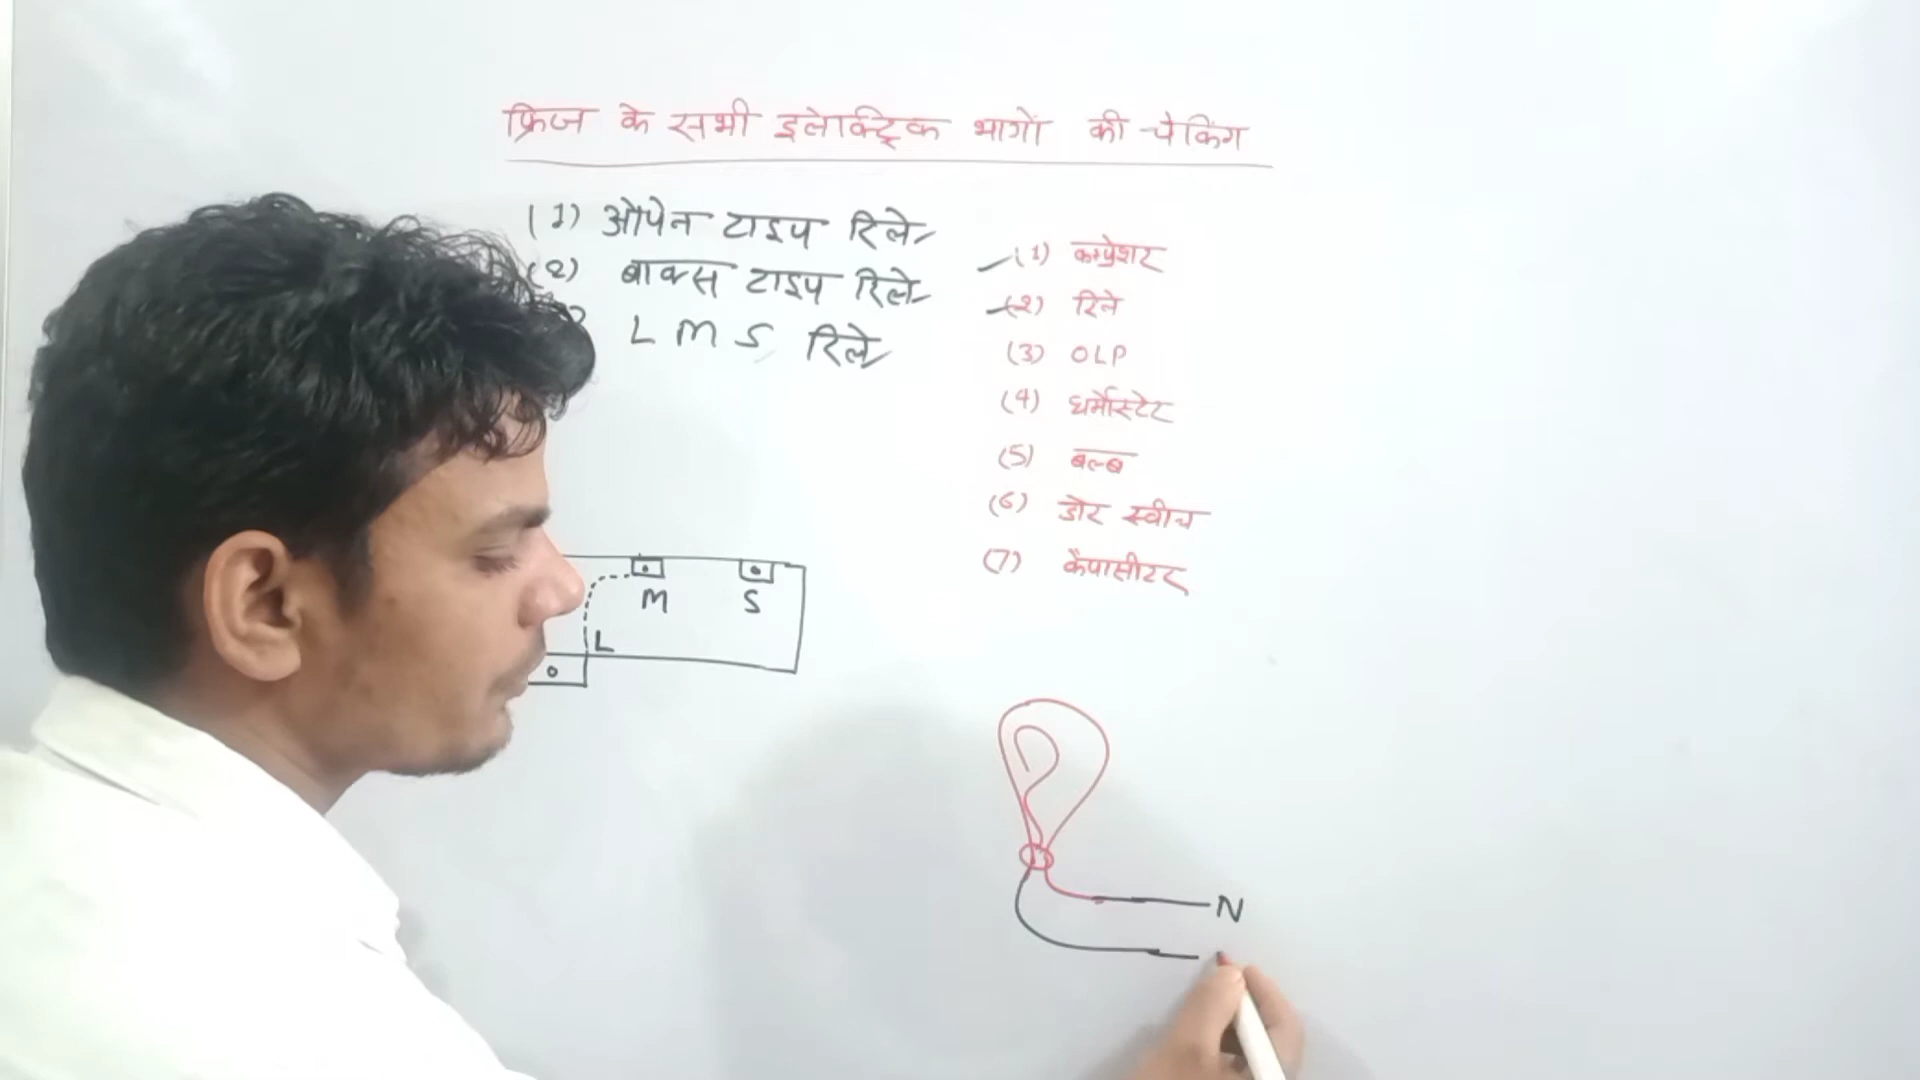 फ्रिज के सभी इलेक्ट्रिक भागों की चेकिंग
(1) ओपेन टाइप रिले
(2) बाक्स टाइप रिले
L M S रिले
(1) कम्प्रेशर
(2) रिले
(3) OLP
(4) थर्मोस्टेट
(5) बल्ब
(6) डोर स्वीच
(7) कैपासीटर
M S
L
N